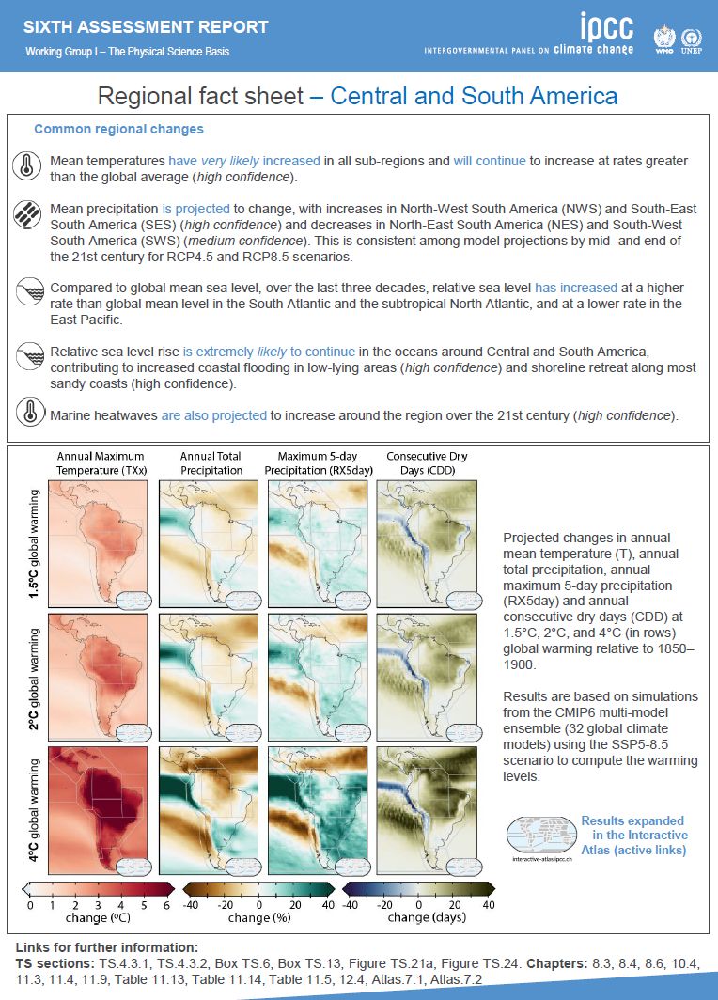 SIXTH ASSESSMENT REPORT
Working Group I – The Physical Science Basis
ipcc
INTERGOVERNMENTAL PANEL ON climate change
WMO UNEP
Regional fact sheet – Central and South America
Common regional changes
Mean temperatures have very likely increased in all sub-regions and will continue to increase at rates greater
than the global average (high confidence).
Mean precipitation is projected to change, with increases in North-West South America (NWS) and South-East
South America (SES) (high confidence) and decreases in North-East South America (NES) and South-West
South America (SWS) (medium confidence). This is consistent among model projections by mid- and end of
the 21st century for RCP4.5 and RCP8.5 scenarios.
Compared to global mean sea level, over the last three decades, relative sea level has increased at a higher
rate than global mean level in the South Atlantic and the subtropical North Atlantic, and at a lower rate in the
East Pacific.
Relative sea level rise is extremely likely to continue in the oceans around Central and South America,
contributing to increased coastal flooding in low-lying areas (high confidence) and shoreline retreat along most
sandy coasts (high confidence).
Marine heatwaves are also projected to increase around the region over the 21st century (high confidence).
Annual Maximum
Temperature (TXx)
Annual Total
Precipitation
Maximum 5-day
Precipitation (RX5day)
Consecutive Dry
Days (CDD)
1.5ºC global warming
2ºC global warming
4ºC global warming
0 1 2 3 4 5 6
change (ºC)
-40 -20 0 20 40
change (%)
-40 -20 0 20 40
change (days)
Projected changes in annual
mean temperature (T), annual
total precipitation, annual
maximum 5-day precipitation
(RX5day) and annual
consecutive dry days (CDD) at
1.5°C, 2°C, and 4°C (in rows)
global warming relative to 1850–
1900.
Results are based on simulations
from the CMIP6 multi-model
ensemble (32 global climate
models) using the SSP5-8.5
scenario to compute the warming
levels.
interactive-atlas.ipcc.ch
Results expanded
in the Interactive
Atlas (active links)
Links for further information:
TS sections: TS.4.3.1, TS.4.3.2, Box TS.6, Box TS.13, Figure TS.21a, Figure TS.24. Chapters: 8.3, 8.4, 8.6, 10.4,
11.3, 11.4, 11.9, Table 11.13, Table 11.14, Table 11.5, 12.4, Atlas.7.1, Atlas.7.2